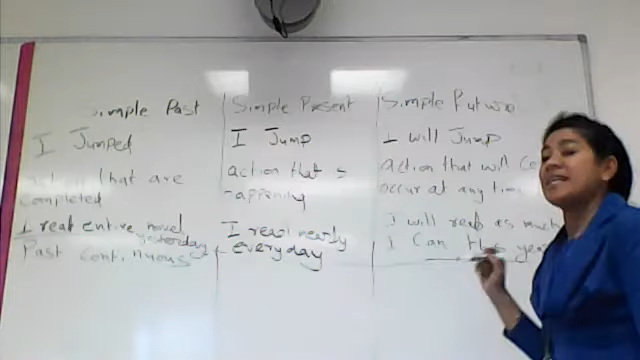 Simple Past
I Jumped
action that are
completed
I read entire novel
yesterday
Past continuous
Simple Present
I Jump
action that s
happening
I read nearly
everyday
Simple Future
I will Jump
action that will
occur at any time
I will read as much
I can this year